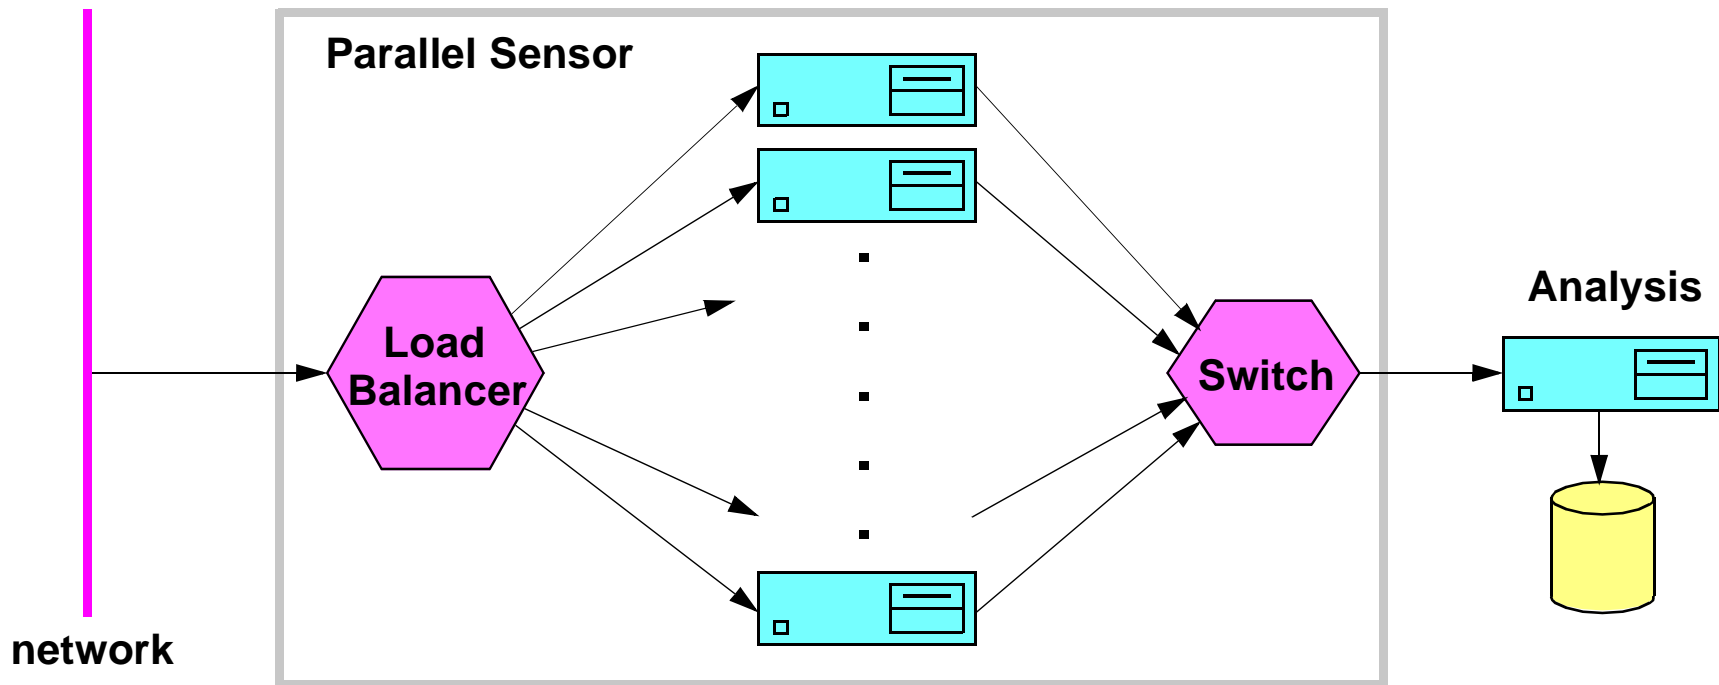 Parallel Sensor
Load
Balancer
Switch
Analysis
network